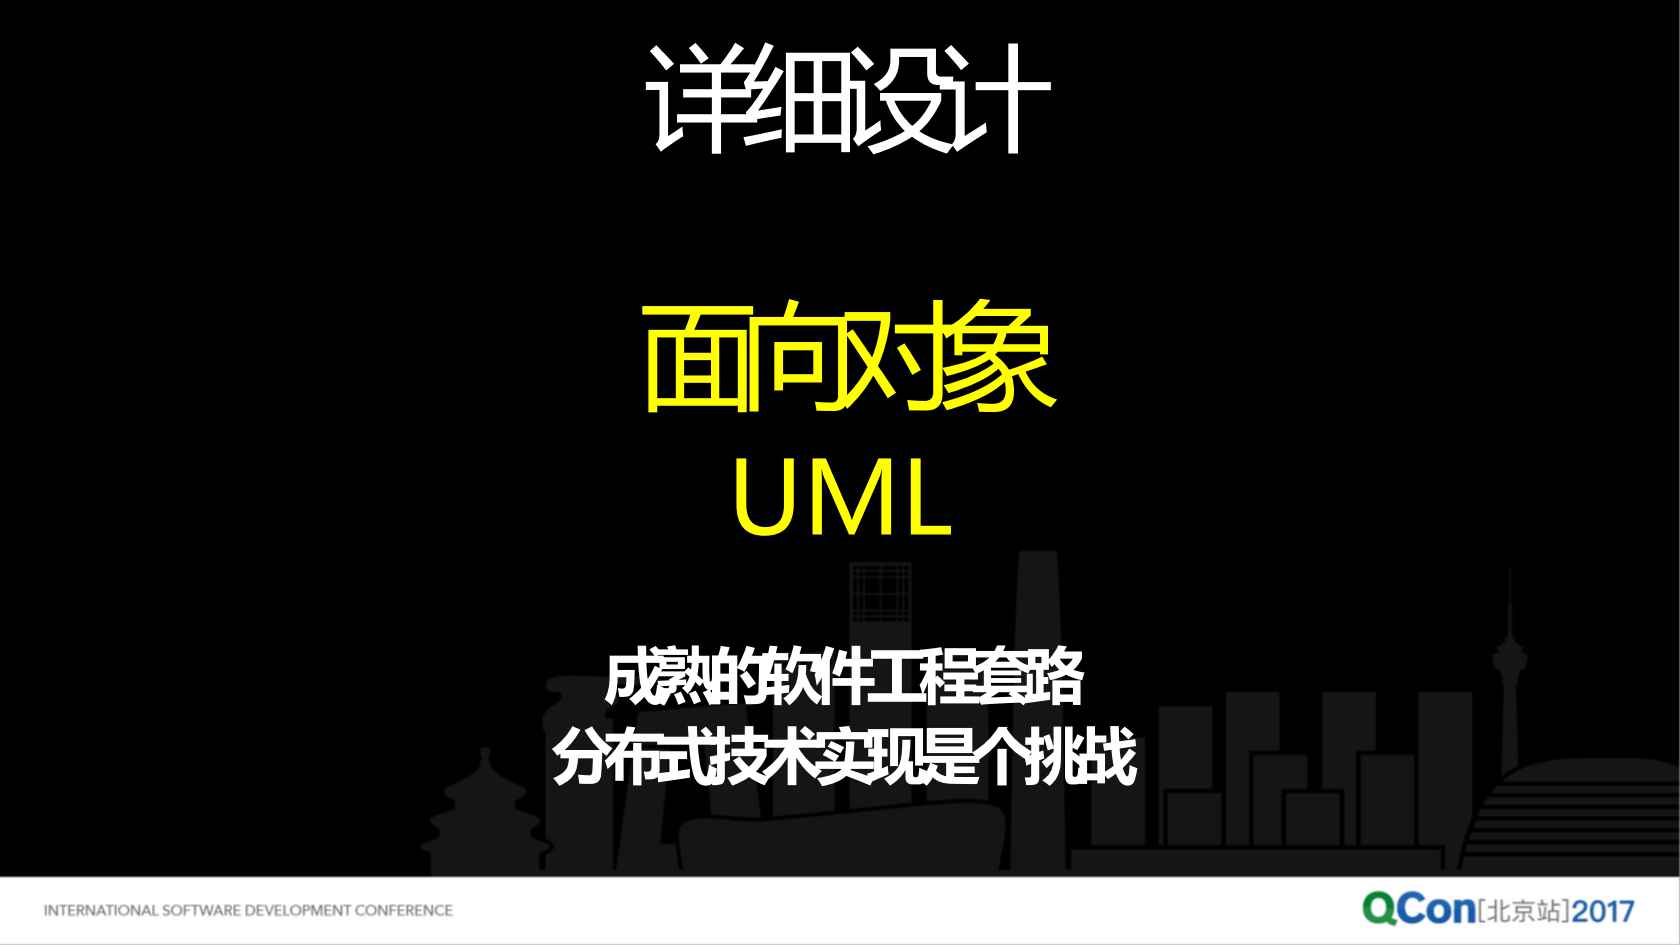 详细设计
面向对象
UML
成熟的软件工程套路
分布式技术实现是个挑战
INTERNATIONAL SOFTWARE DEVELOPMENT CONFERENCE
QCon[北京站]2017